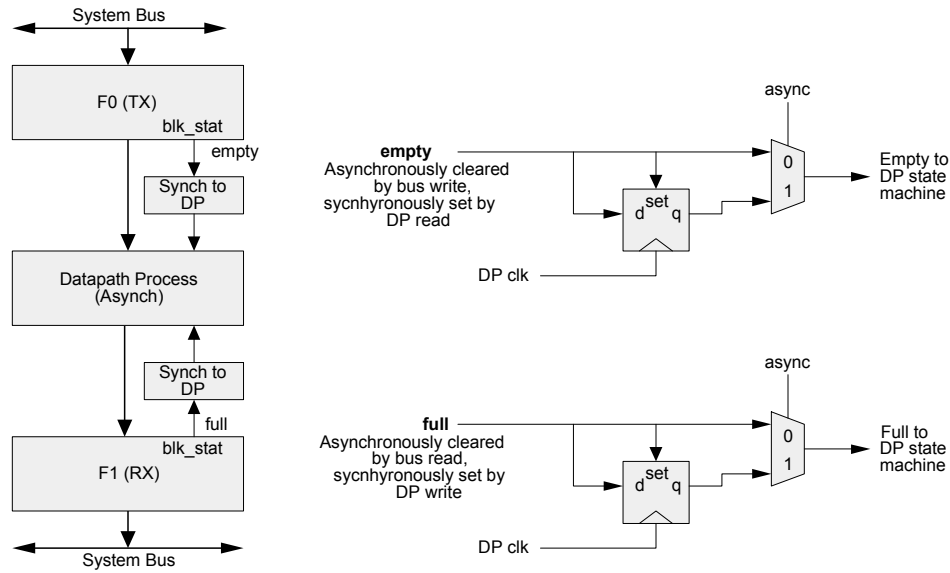 System Bus
F0 (TX)
blk_stat
empty
Synch to
DP
Datapath Process
(Asynch)
Synch to
DP
full
blk_stat
F1 (RX)
System Bus
async
empty
Asynchronously cleared
by bus write,
sycnhyronously set by
DP read
0
1
set
d
q
DP clk
Empty to
DP state
machine
async
full
Asynchronously cleared
by bus read,
sycnhyronously set by
DP write
0
1
set
d
q
DP clk
Full to
DP state
machine